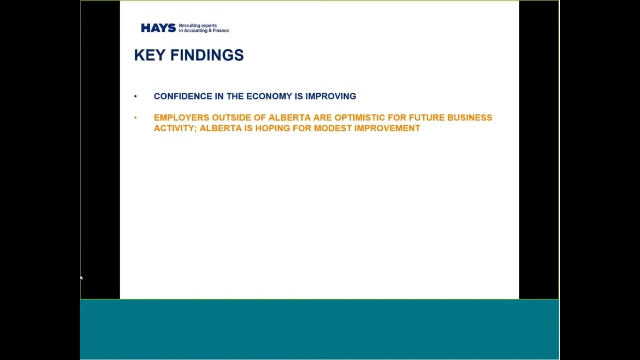 HAYS Recruiting experts
in Accounting & Finance
KEY FINDINGS
• CONFIDENCE IN THE ECONOMY IS IMPROVING
• EMPLOYERS OUTSIDE OF ALBERTA ARE OPTIMISTIC FOR FUTURE BUSINESS
ACTIVITY; ALBERTA IS HOPING FOR MODEST IMPROVEMENT